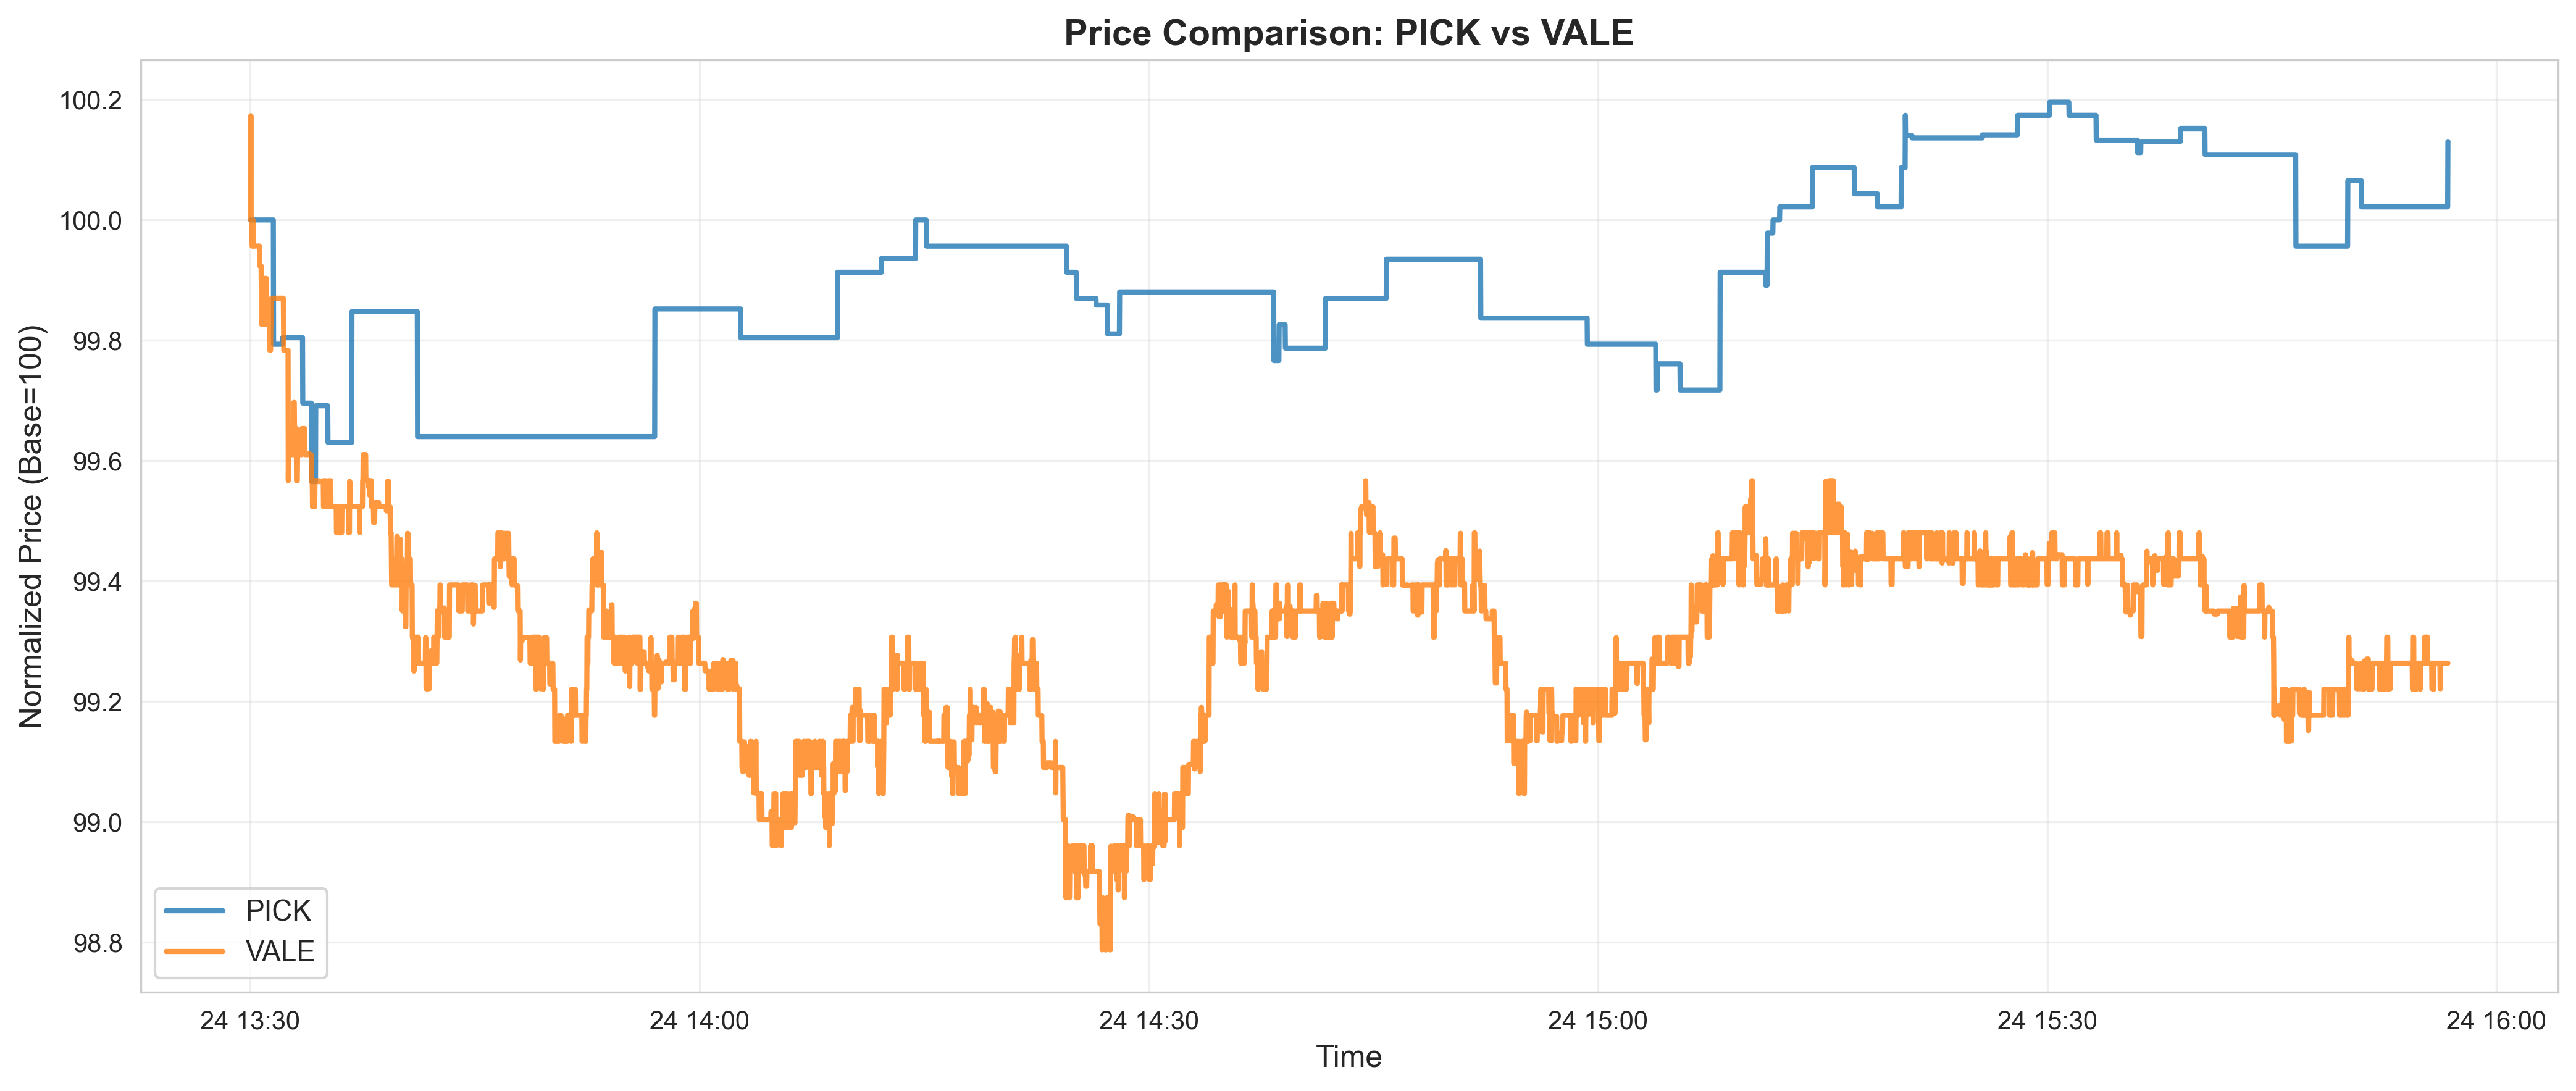 Price Comparison: PICK vs VALE
Normalized Price (Base=100)
100.2
100.0
99.8
99.6
99.4
99.2
99.0
98.8
PICK
VALE
24 13:30
24 14:00
24 14:30
24 15:00
24 15:30
24 16:00
Time